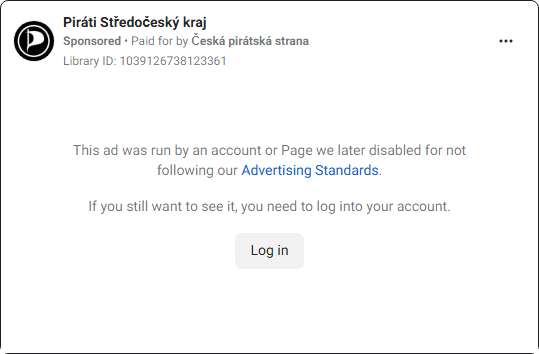 Piráti Středočeský kraj
Sponsored • Paid for by Česká pirátská strana
Library ID: 1039126738123361
This ad was run by an account or Page we later disabled for not
following our Advertising Standards.
If you still want to see it, you need to log into your account.
Log in